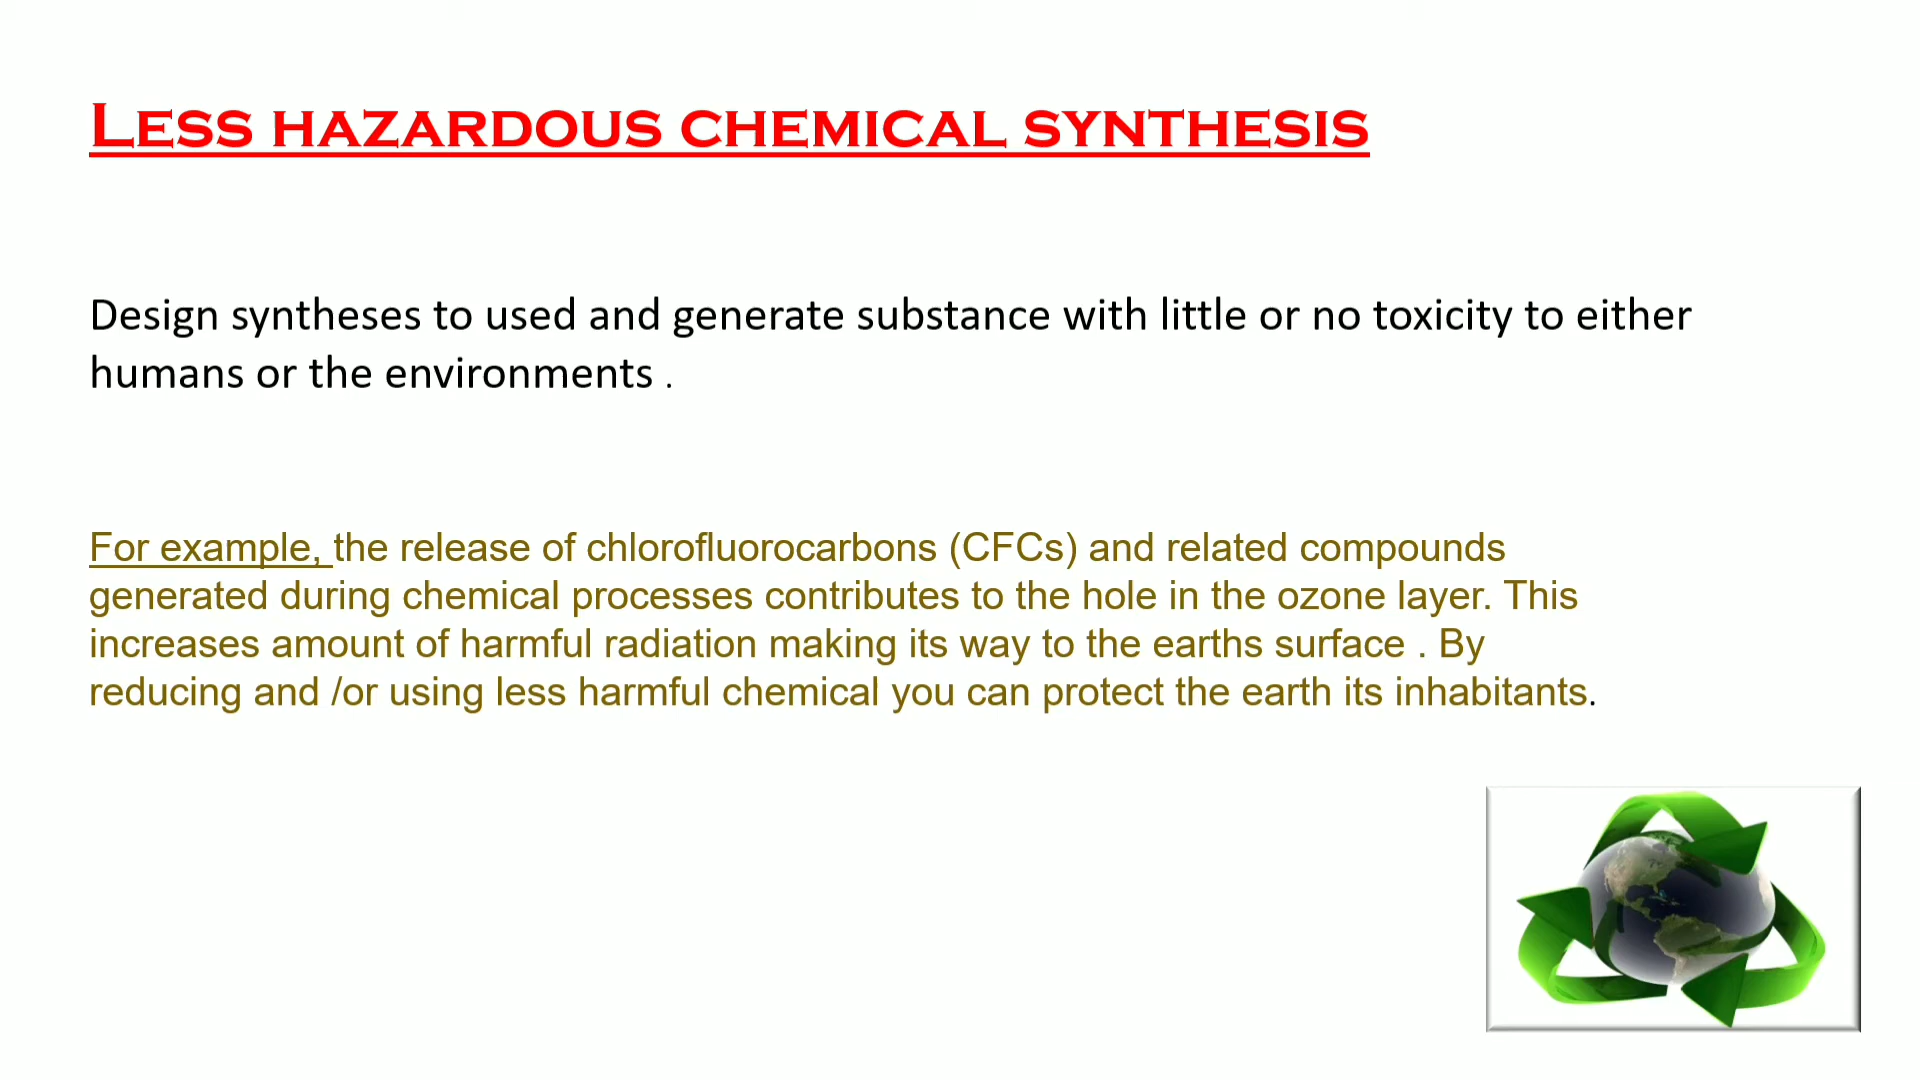 Less hazardous chemical synthesis
Design syntheses to used and generate substance with little or no toxicity to either
humans or the environments .
For example, the release of chlorofluorocarbons (CFCs) and related compounds
generated during chemical processes contributes to the hole in the ozone layer. This
increases amount of harmful radiation making its way to the earths surface . By
reducing and /or using less harmful chemical you can protect the earth its inhabitants.